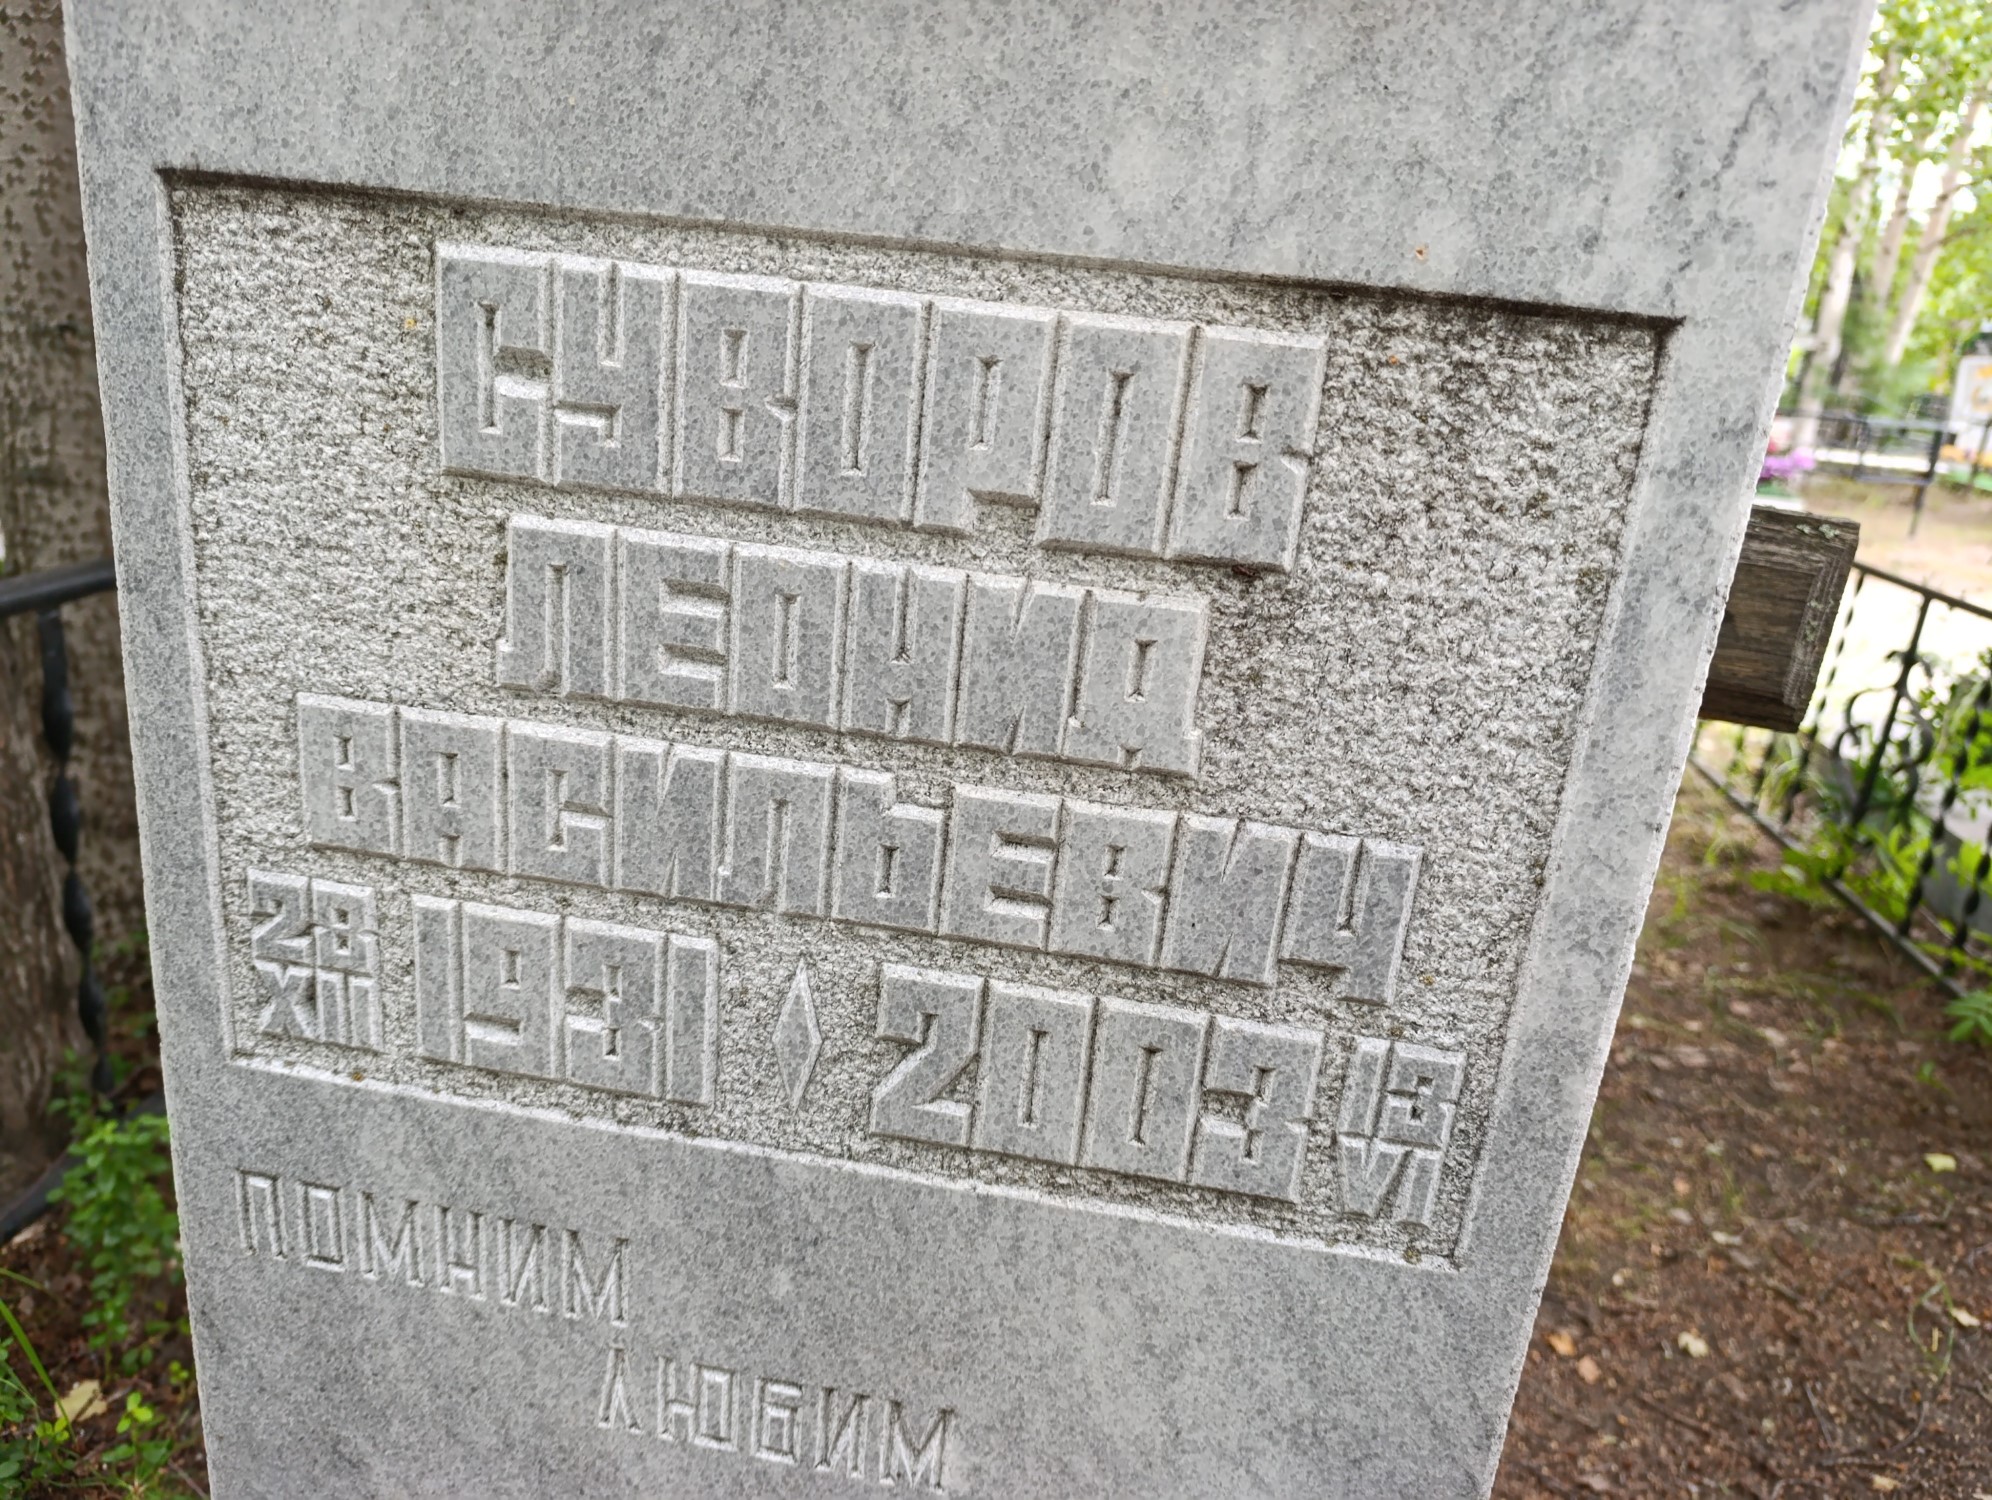 СУВОРОВ
ЛЕОНИД
ВАСИЛЬЕВИЧ
28 XII 1931 ◊ 2003 13 VI
ПОМНИМ
ЛЮБИМ